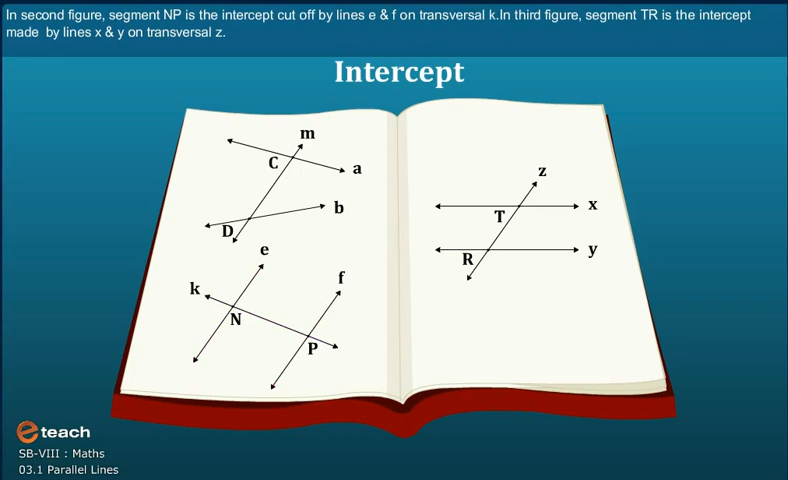 In second figure, segment NP is the intercept cut off by lines e & f on transversal k.In third figure, segment TR is the intercept
made by lines x & y on transversal z.
Intercept
m
C
a
b
D
e
k
f
N
P
z
x
T
y
R
eteach
SB-VIII : Maths
03.1 Parallel Lines